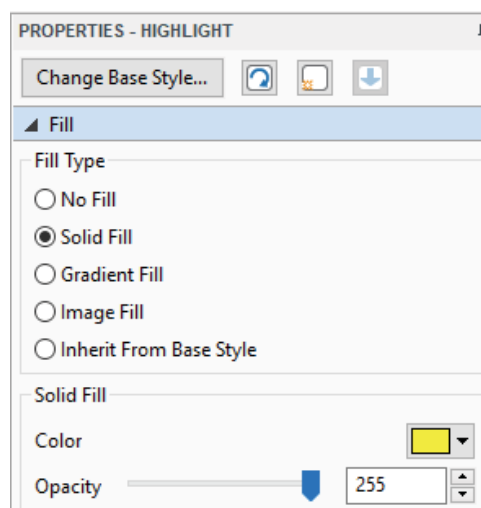 PROPERTIES - HIGHLIGHT
Change Base Style...
Fill
Fill Type
No Fill
Solid Fill
Gradient Fill
Image Fill
Inherit From Base Style
Solid Fill
Color
Opacity 255